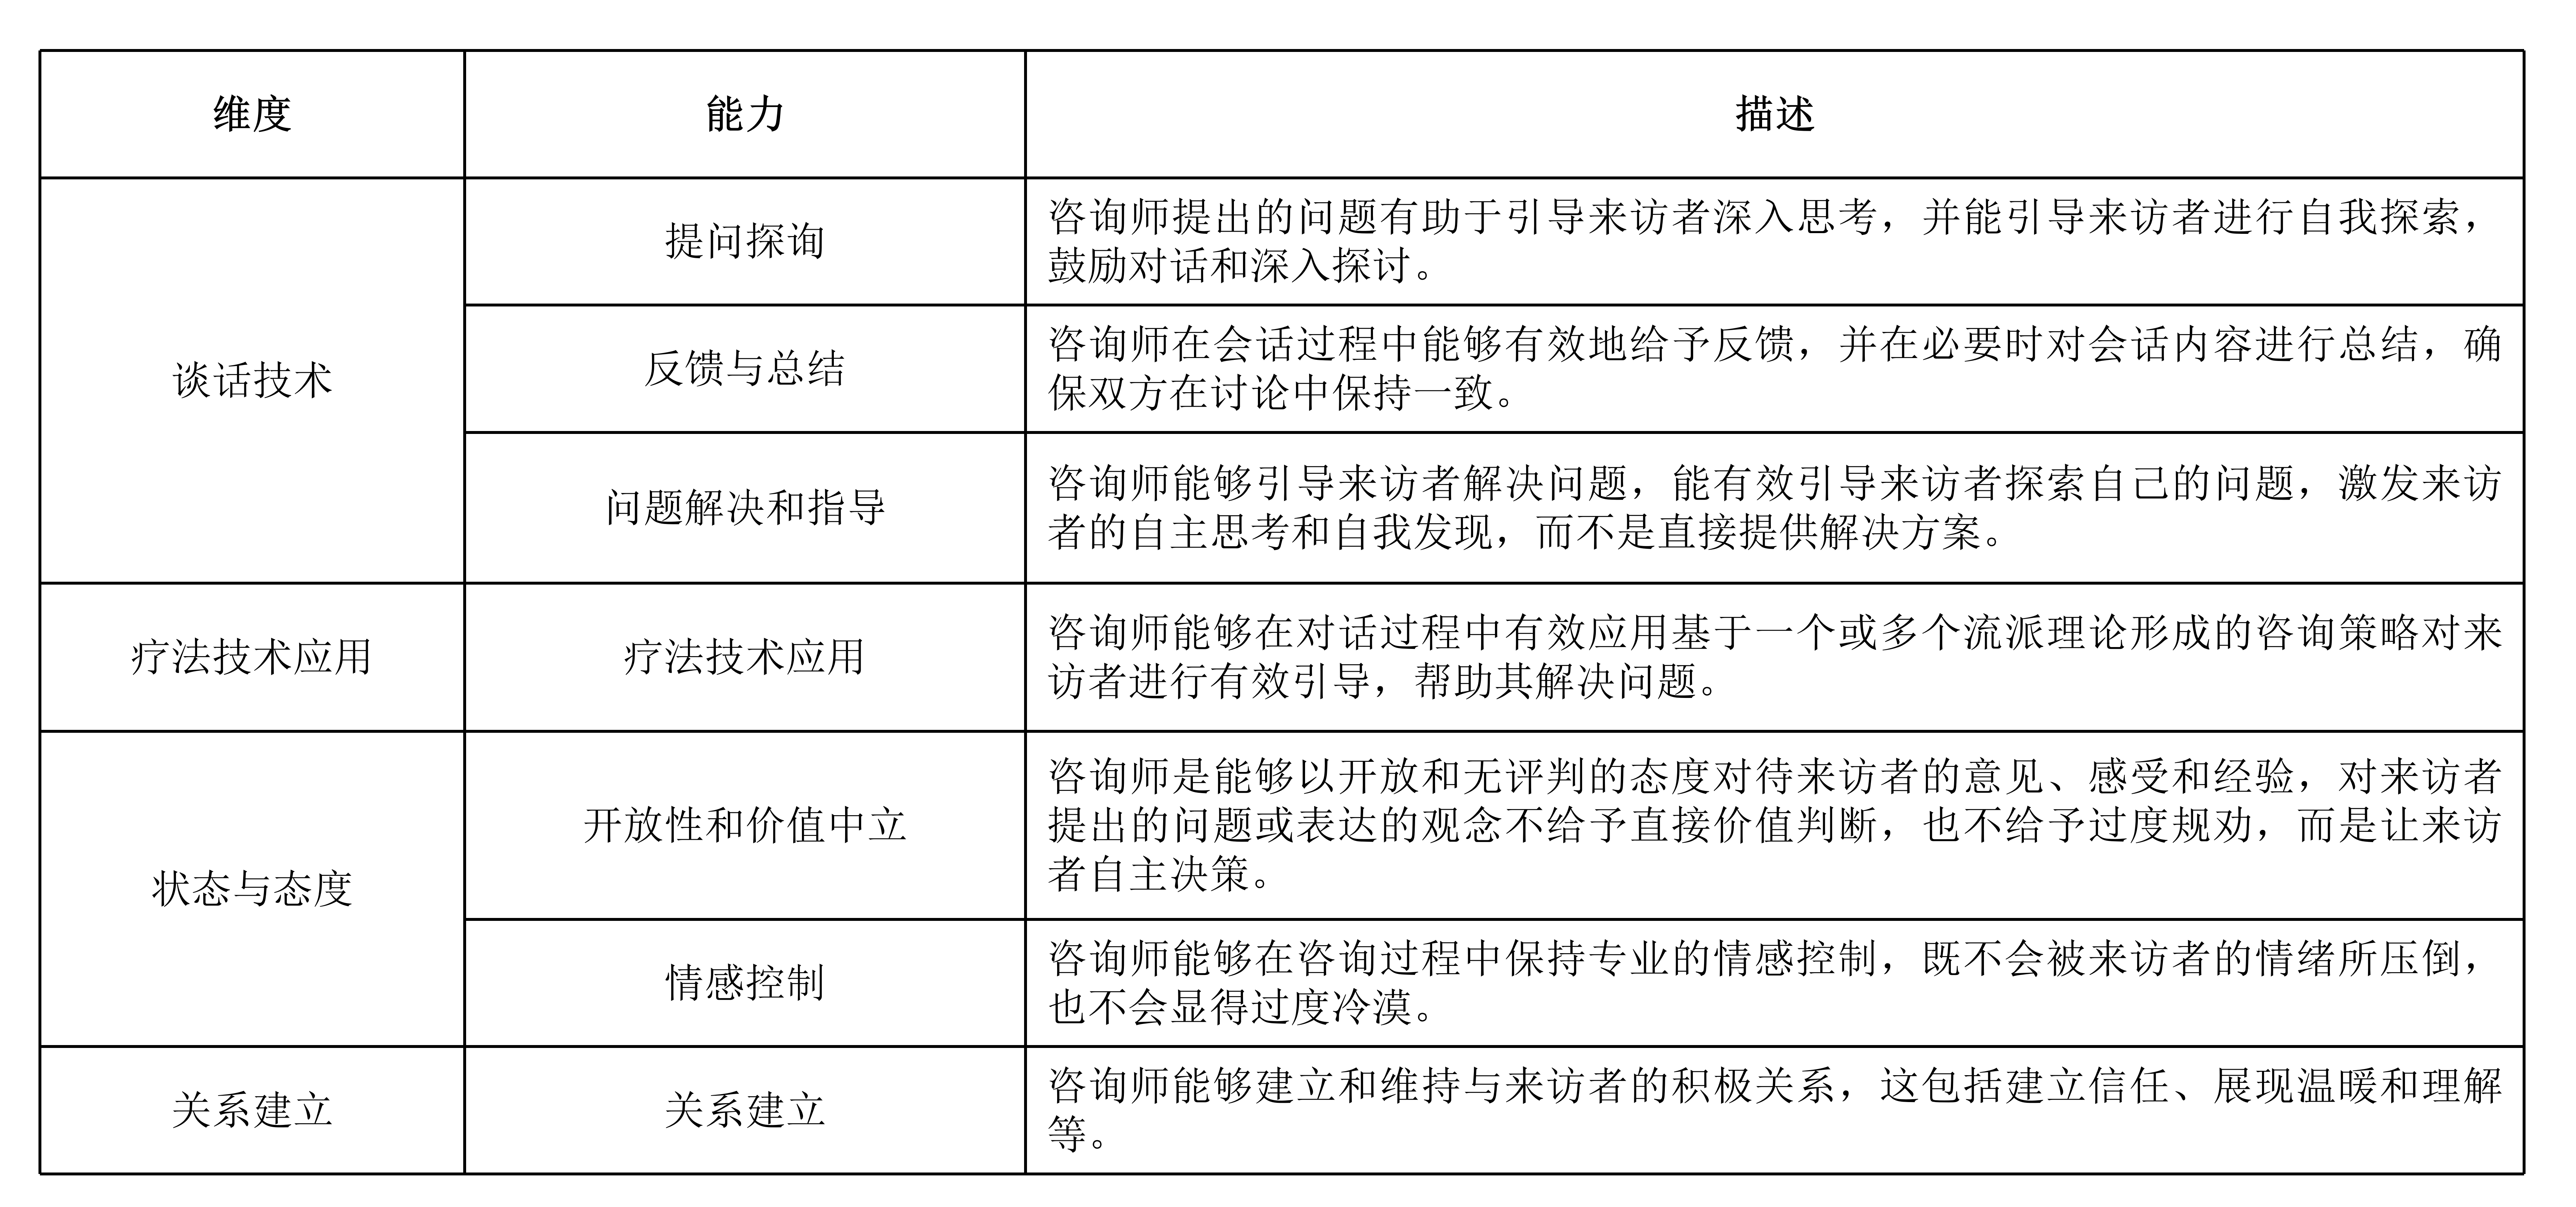 维度
能力
描述
谈话技术
提问探询
咨询师提出的问题有助于引导来访者深入思考，并能引导来访者进行自我探索，
鼓励对话和深入探讨。
反馈与总结
咨询师在会话过程中能够有效地给予反馈，并在必要时对会话内容进行总结，确
保双方在讨论中保持一致。
问题解决和指导
咨询师能够引导来访者解决问题，能有效引导来访者探索自己的问题，激发来访
者的自主思考和自我发现，而不是直接提供解决方案。
疗法技术应用
疗法技术应用
咨询师能够在对话过程中有效应用基于一个或多个流派理论形成的咨询策略对来
访者进行有效引导，帮助其解决问题。
状态与态度
开放性和价值中立
咨询师是能够以开放和无评判的态度对待来访者的意见、感受和经验，对来访者
提出的问题或表达的观念不给予直接价值判断，也不给予过度规劝，而是让来访
者自主决策。
情感控制
咨询师能够在咨询过程中保持专业的情感控制，既不会被来访者的情绪所压倒，
也不会显得过度冷漠。
关系建立
关系建立
咨询师能够建立和维持与来访者的积极关系，这包括建立信任、展现温暖和理解
等。